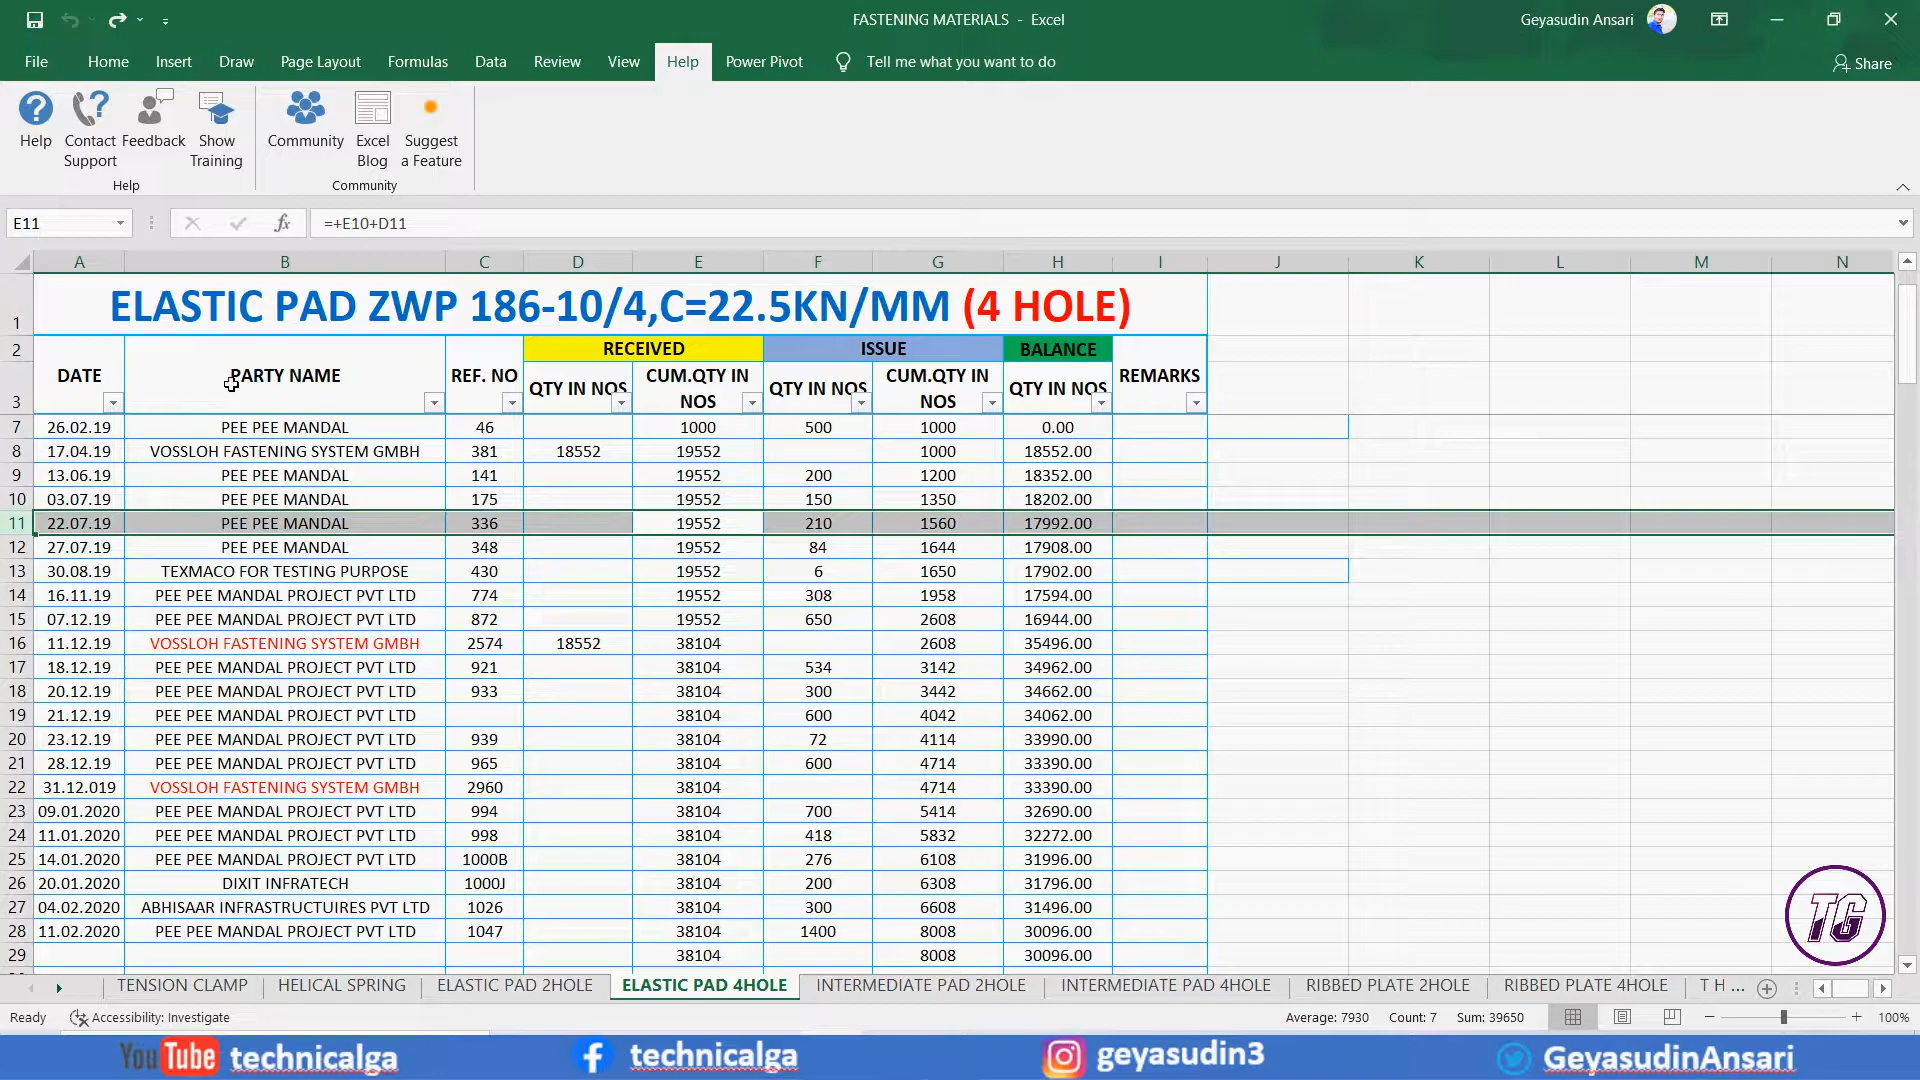 FASTENING MATERIALS - Excel
Geyasudin Ansari
File Home Insert Draw Page Layout Formulas Data Review View Help Power Pivot Tell me what you want to do Share
Help Contact Support Feedback Show Training Community Excel Blog Suggest a Feature
Help Community
E11 fx =+E10+D11
A B C D E F G H I J K L M N
1 ELASTIC PAD ZWP 186-10/4,C=22.5KN/MM (4 HOLE)
2 RECEIVED ISSUE BALANCE
3 DATE PARTY NAME REF. NO QTY IN NOS CUM.QTY IN NOS QTY IN NOS CUM.QTY IN NOS QTY IN NOS REMARKS
7 26.02.19 PEE PEE MANDAL 46 1000 500 1000 0.00
8 17.04.19 VOSSLOH FASTENING SYSTEM GMBH 381 18552 19552 1000 18552.00
9 13.06.19 PEE PEE MANDAL 141 19552 200 1200 18352.00
10 03.07.19 PEE PEE MANDAL 175 19552 150 1350 18202.00
11 22.07.19 PEE PEE MANDAL 336 19552 210 1560 17992.00
12 27.07.19 PEE PEE MANDAL 348 19552 84 1644 17908.00
13 30.08.19 TEXMACO FOR TESTING PURPOSE 430 19552 6 1650 17902.00
14 16.11.19 PEE PEE MANDAL PROJECT PVT LTD 774 19552 308 1958 17594.00
15 07.12.19 PEE PEE MANDAL PROJECT PVT LTD 872 19552 650 2608 16944.00
16 11.12.19 VOSSLOH FASTENING SYSTEM GMBH 2574 18552 38104 2608 35496.00
17 18.12.19 PEE PEE MANDAL PROJECT PVT LTD 921 38104 534 3142 34962.00
18 20.12.19 PEE PEE MANDAL PROJECT PVT LTD 933 38104 300 3442 34662.00
19 21.12.19 PEE PEE MANDAL PROJECT PVT LTD 38104 600 4042 34062.00
20 23.12.19 PEE PEE MANDAL PROJECT PVT LTD 939 38104 72 4114 33990.00
21 28.12.19 PEE PEE MANDAL PROJECT PVT LTD 965 38104 600 4714 33390.00
22 31.12.019 VOSSLOH FASTENING SYSTEM GMBH 2960 38104 4714 33390.00
23 09.01.2020 PEE PEE MANDAL PROJECT PVT LTD 994 38104 700 5414 32690.00
24 11.01.2020 PEE PEE MANDAL PROJECT PVT LTD 998 38104 418 5832 32272.00
25 14.01.2020 PEE PEE MANDAL PROJECT PVT LTD 1000B 38104 276 6108 31996.00
26 20.01.2020 DIXIT INFRATECH 1000J 38104 200 6308 31796.00
27 04.02.2020 ABHISAAR INFRASTRUCTUIRES PVT LTD 1026 38104 300 6608 31496.00
28 11.02.2020 PEE PEE MANDAL PROJECT PVT LTD 1047 38104 1400 8008 30096.00
29 38104 8008 30096.00
TG
TENSION CLAMP HELICAL SPRING ELASTIC PAD 2HOLE ELASTIC PAD 4HOLE INTERMEDIATE PAD 2HOLE INTERMEDIATE PAD 4HOLE RIBBED PLATE 2HOLE RIBBED PLATE 4HOLE T H ...
Ready Accessibility: Investigate Average: 7930 Count: 7 Sum: 39650 100%
YouTube technicalga technicalga geyasudin3 GeyasudinAnsari